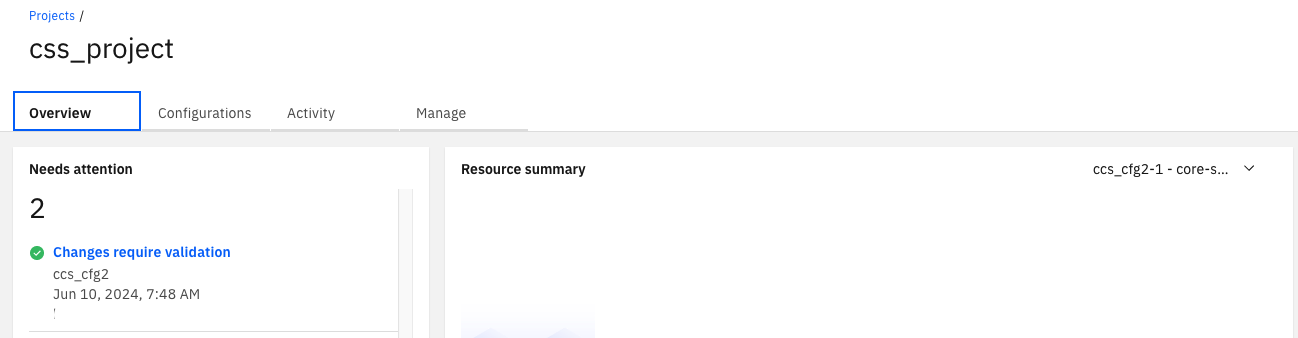 Projects /
css_project
Overview
Configurations
Activity
Manage
Needs attention
2
Changes require validation
ccs_cfg2
Jun 10, 2024, 7:48 AM
Resource summary
ccs_cfg2-1 - core-s...